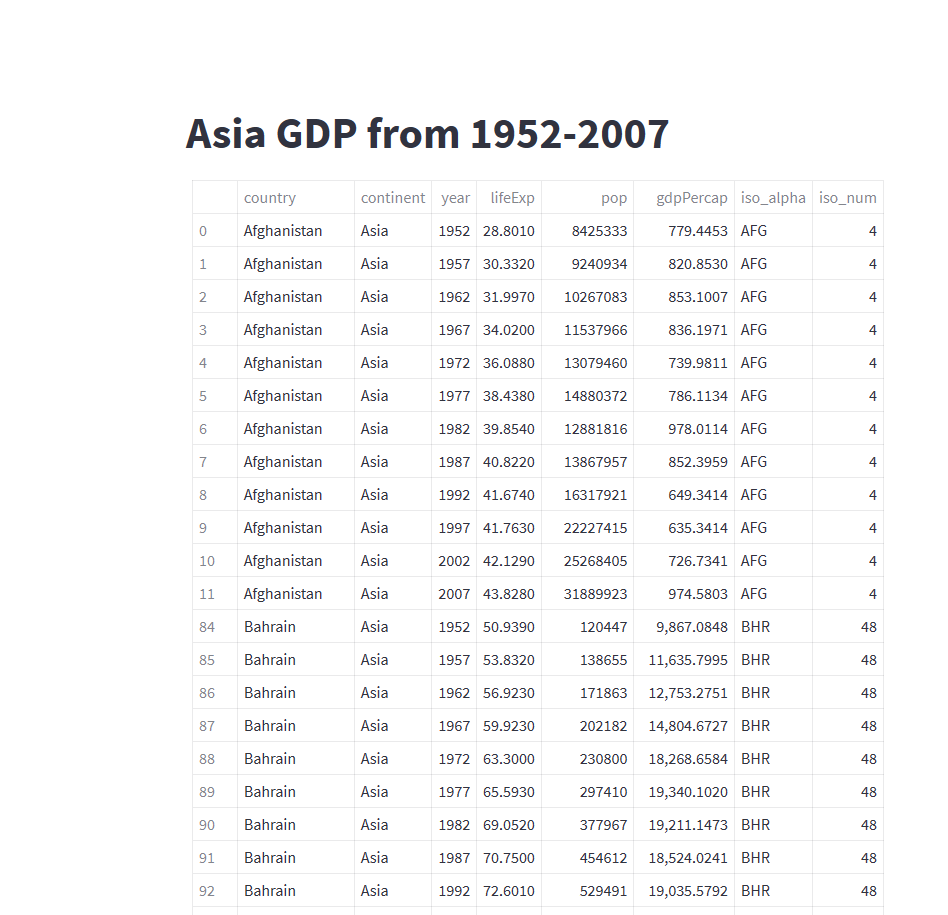 Asia GDP from 1952-2007
country continent year lifeExp pop gdpPercap iso_alpha iso_num
0 Afghanistan Asia 1952 28.8010 8425333 779.4453 AFG 4
1 Afghanistan Asia 1957 30.3320 9240934 820.8530 AFG 4
2 Afghanistan Asia 1962 31.9970 10267083 853.1007 AFG 4
3 Afghanistan Asia 1967 34.0200 11537966 836.1971 AFG 4
4 Afghanistan Asia 1972 36.0880 13079460 739.9811 AFG 4
5 Afghanistan Asia 1977 38.4380 14880372 786.1134 AFG 4
6 Afghanistan Asia 1982 39.8540 12881816 978.0114 AFG 4
7 Afghanistan Asia 1987 40.8220 13867957 852.3959 AFG 4
8 Afghanistan Asia 1992 41.6740 16317921 649.3414 AFG 4
9 Afghanistan Asia 1997 41.7630 22227415 635.3414 AFG 4
10 Afghanistan Asia 2002 42.1290 25268405 726.7341 AFG 4
11 Afghanistan Asia 2007 43.8280 31889923 974.5803 AFG 4
84 Bahrain Asia 1952 50.9390 120447 9,867.0848 BHR 48
85 Bahrain Asia 1957 53.8320 138655 11,635.7995 BHR 48
86 Bahrain Asia 1962 56.9230 171863 12,753.2751 BHR 48
87 Bahrain Asia 1967 59.9230 202182 14,804.6727 BHR 48
88 Bahrain Asia 1972 63.3000 230800 18,268.6584 BHR 48
89 Bahrain Asia 1977 65.5930 297410 19,340.1020 BHR 48
90 Bahrain Asia 1982 69.0520 377967 19,211.1473 BHR 48
91 Bahrain Asia 1987 70.7500 454612 18,524.0241 BHR 48
92 Bahrain Asia 1992 72.6010 529491 19,035.5792 BHR 48